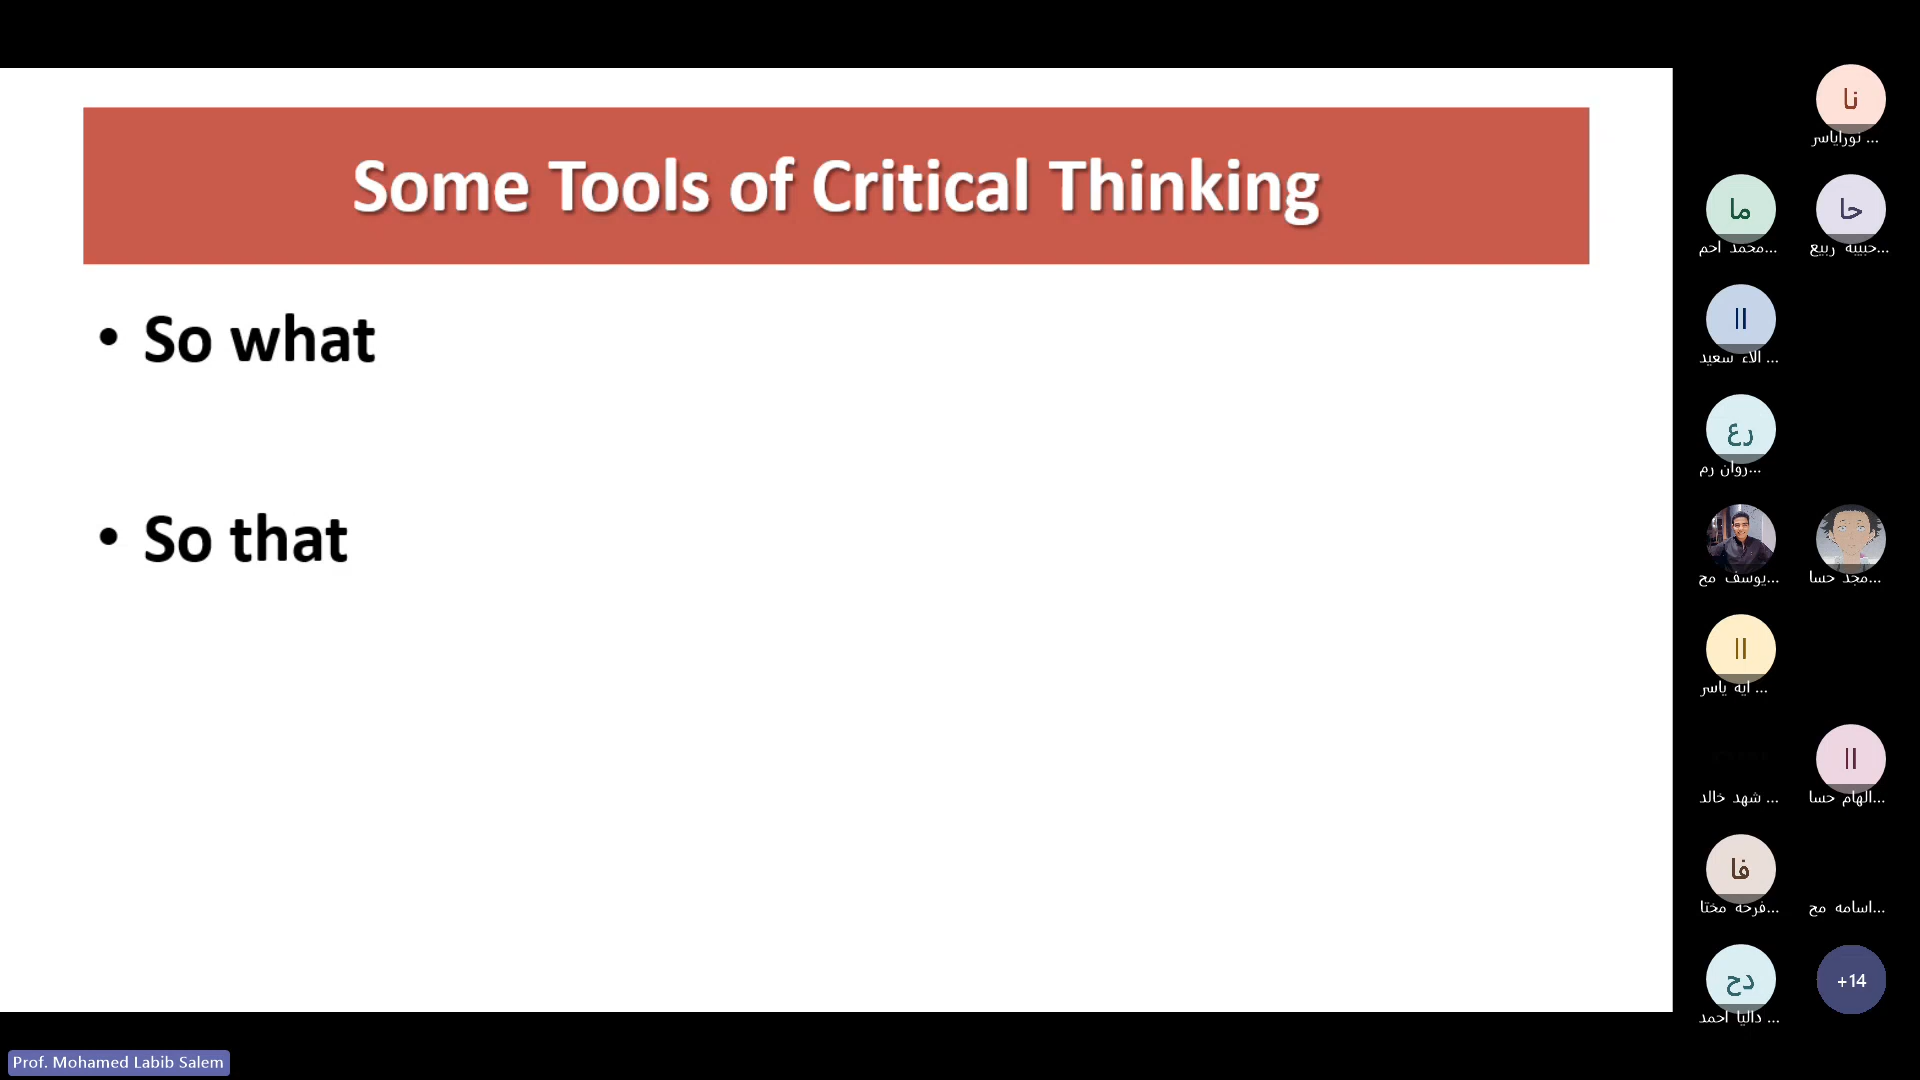 Some Tools of Critical Thinking
• So what
• So that
نا
نوراياسر ...
ما
محمد احم...
حا
حبيبه ربيع...
اا
الاء سعيد ...
رع
روان رم...
يوسف مح...
مجد حسا...
اا
ايه ياسر ...
شهد خالد ...
اا
الهام حسا...
فا
فرحه مختا...
اسامه مح...
دح
داليا احمد ...
+14
Prof. Mohamed Labib Salem